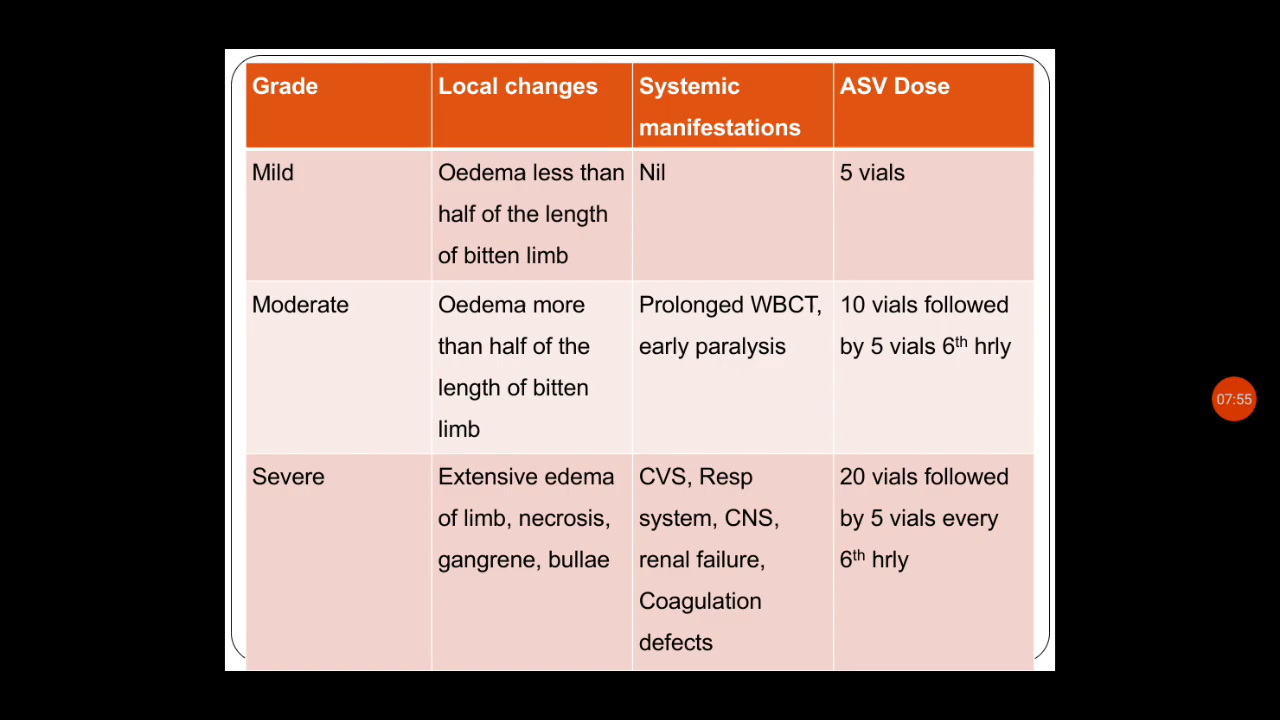 Grade
Local changes
Systemic
manifestations
ASV Dose
Mild
Oedema less than
half of the length
of bitten limb
Nil
5 vials
Moderate
Oedema more
than half of the
length of bitten
limb
Prolonged WBCT,
early paralysis
10 vials followed
by 5 vials 6th hrly
Severe
Extensive edema
of limb, necrosis,
gangrene, bullae
CVS, Resp
system, CNS,
renal failure,
Coagulation
defects
20 vials followed
by 5 vials every
6th hrly
07:55